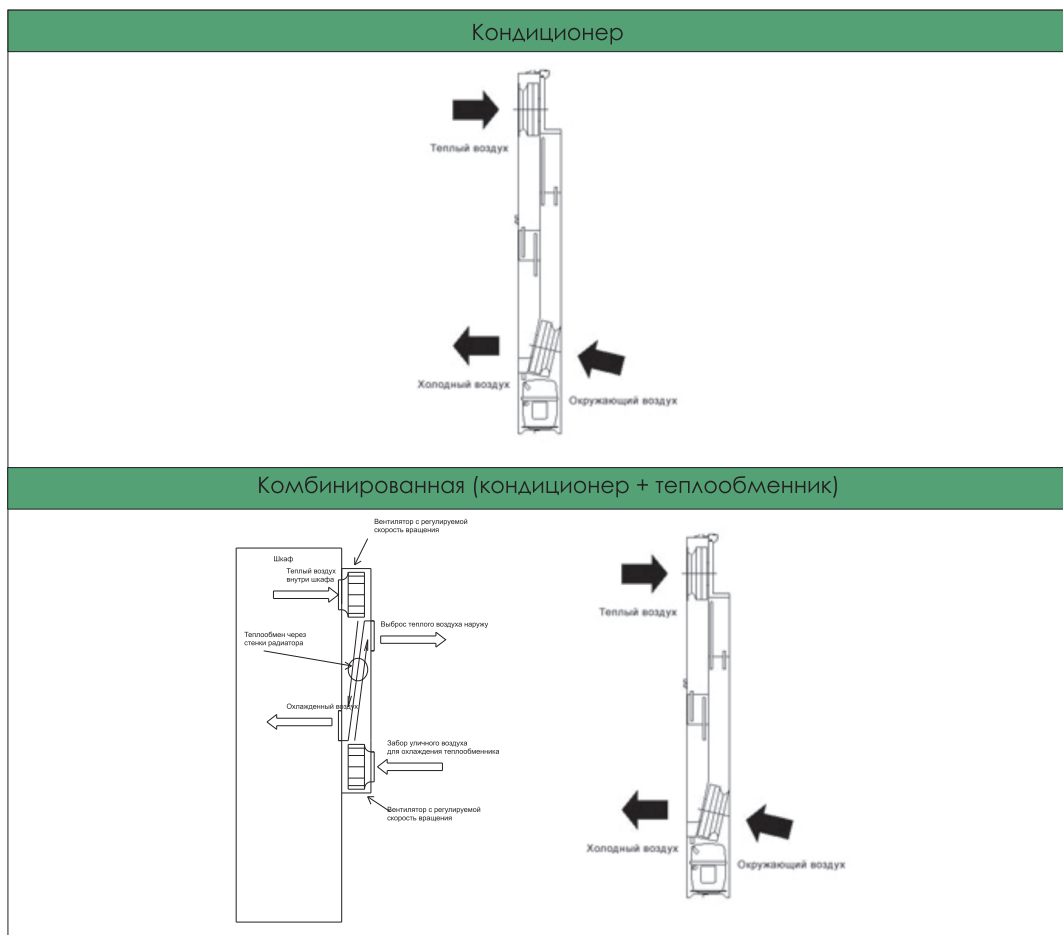 Кондиционер
Теплый воздух
Холодный воздух
Окружающий воздух
Комбинированная (кондиционер + теплообменник)
Вентилятор с регулируемой
скорость вращения
Шкаф
Теплый воздух
внутри шкафа
Выброс теплого воздуха наружу
Теплообмен через
стенки радиатора
Охлажденный воздух
Забор уличного воздуха
для охлаждения теплообменника
Вентилятор с регулируемой
скорость вращения
Теплый воздух
Холодный воздух
Окружающий воздух